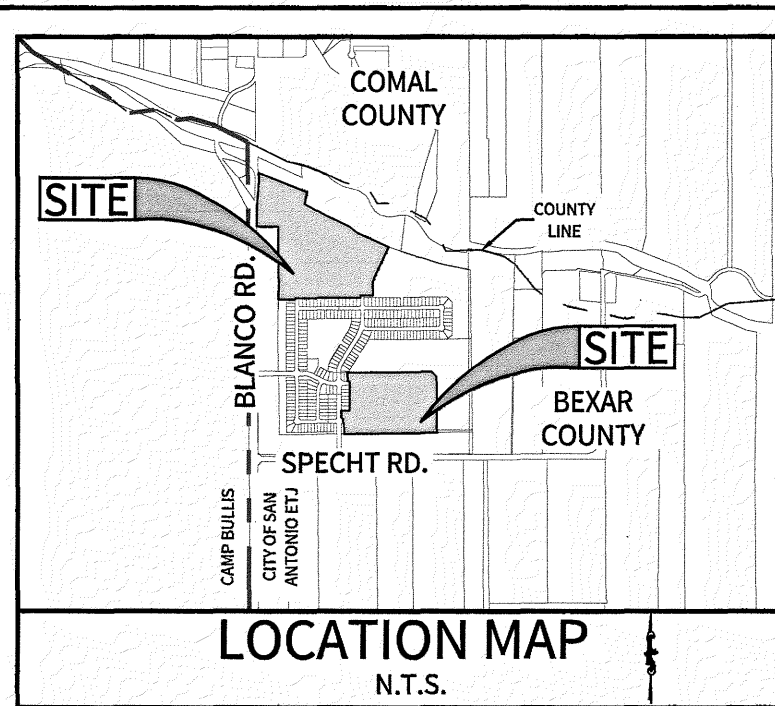 COMAL
COUNTY
SITE
COUNTY
LINE
BLANCO RD.
SITE
BEXAR
COUNTY
SPECHT RD.
CAMP BULLIS
CITY OF SAN
ANTONIO ETJ
LOCATION MAP
N.T.S.